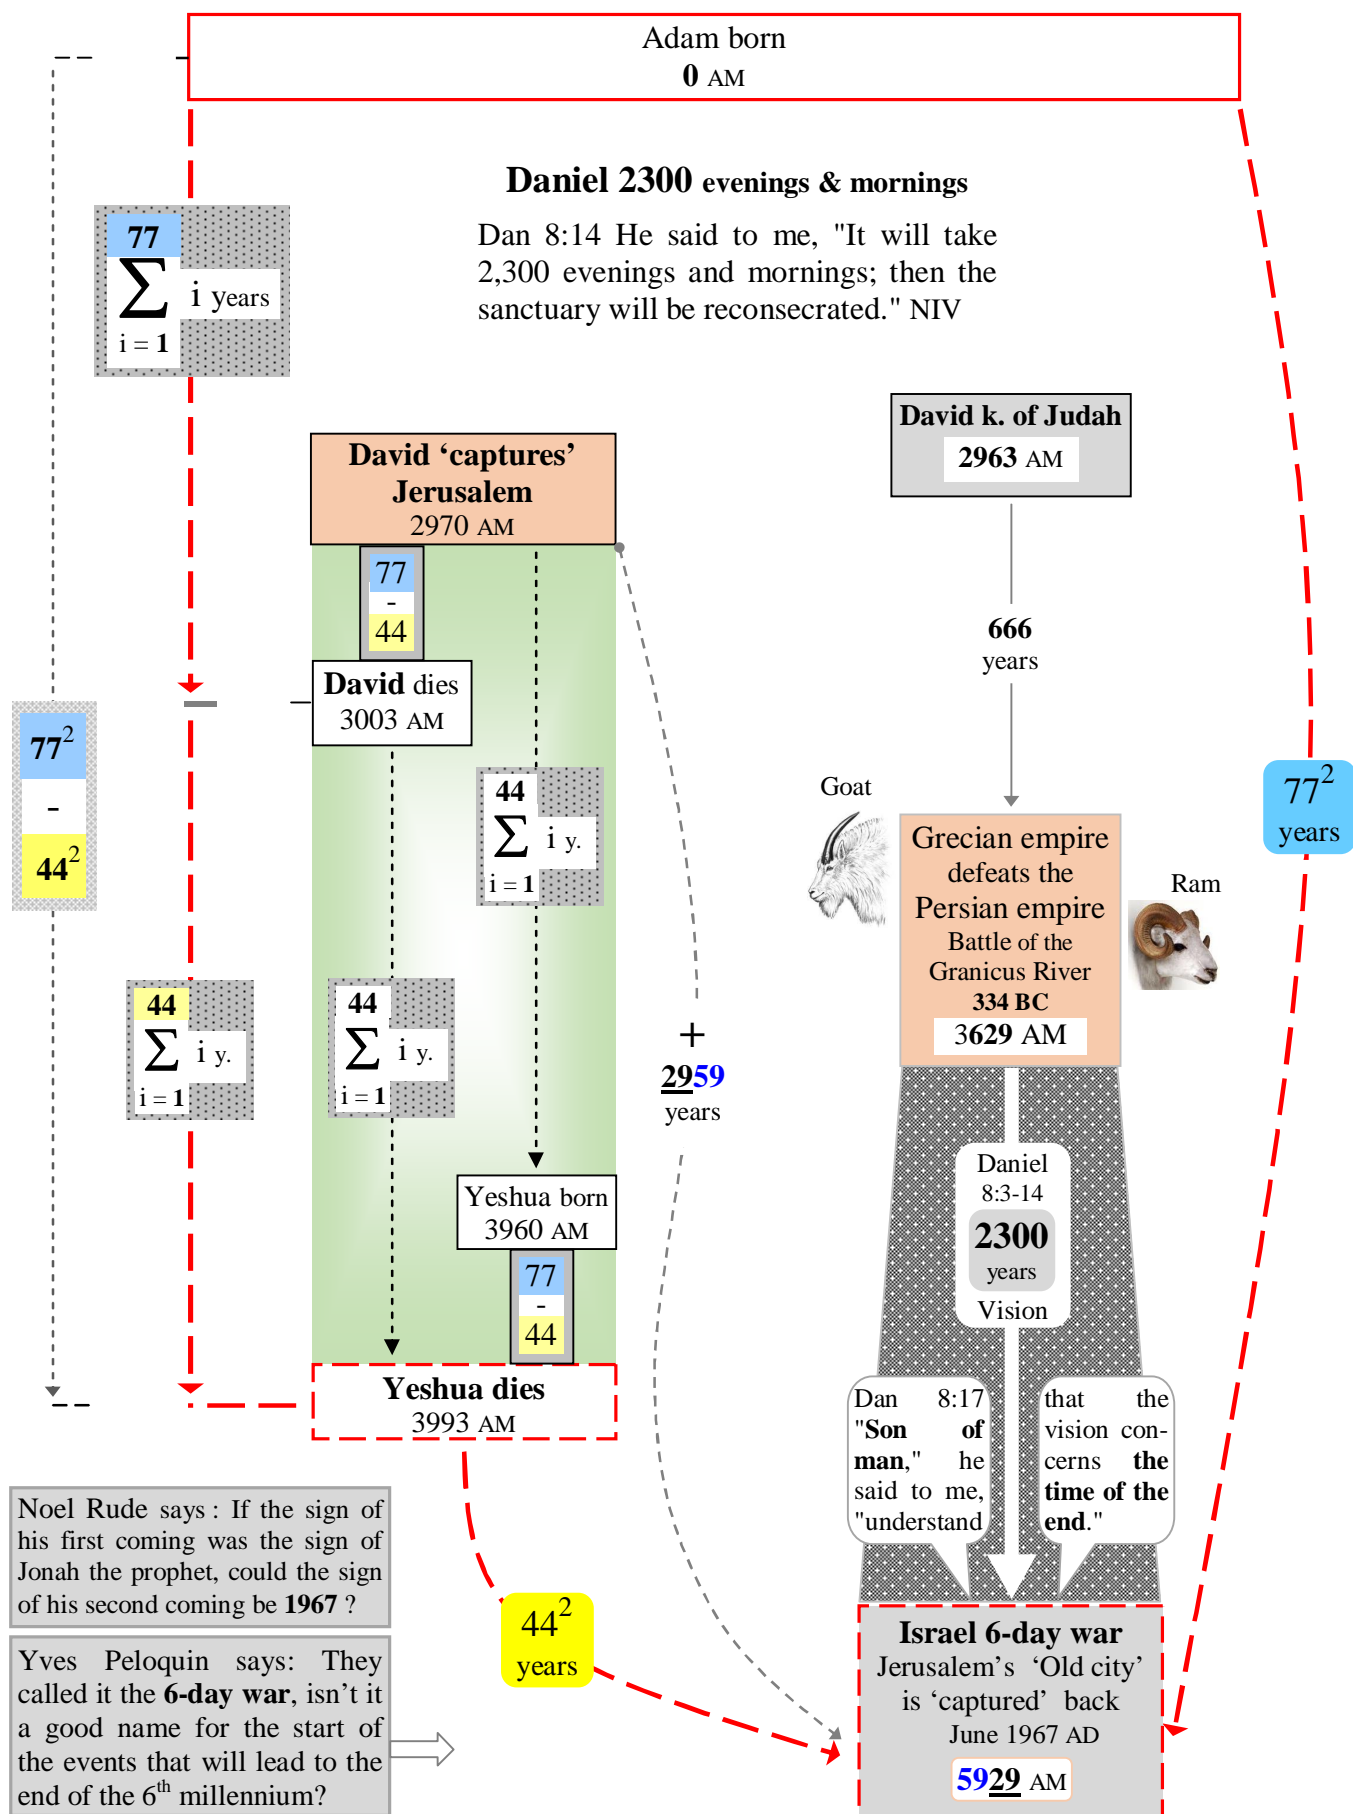 Adam born
0 AM
Daniel 2300 evenings & mornings
Dan 8:14 He said to me, "It will take
2,300 evenings and mornings; then the
sanctuary will be reconsecrated." NIV
77
∑ i years
i = 1
David k. of Judah
2963 AM
David ‘captures’
Jerusalem
2970 AM
77
-
44
666
years
David dies
3003 AM
77²
-
44²
44
∑ i y.
i = 1
77²
years
Goat
Grecian empire
defeats the
Persian empire
Battle of the
Granicus River
334 BC
3629 AM
Ram
44
∑ i y.
i = 1
44
∑ i y.
i = 1
+
2959
years
Daniel
8:3-14
2300
years
Vision
Yeshua born
3960 AM
77
-
44
Yeshua dies
3993 AM
Dan 8:17
"Son of
man," he
said to me,
"understand
that the
vision con-
cerns the
time of the
end."
Noel Rude says : If the sign of
his first coming was the sign of
Jonah the prophet, could the sign
of his second coming be 1967 ?
44²
years
Yves Peloquin says: They
called it the 6-day war, isn’t it
a good name for the start of
the events that will lead to the
end of the 6th millennium?
Israel 6-day war
Jerusalem’s ‘Old city’
is ‘captured’ back
June 1967 AD
5929 AM